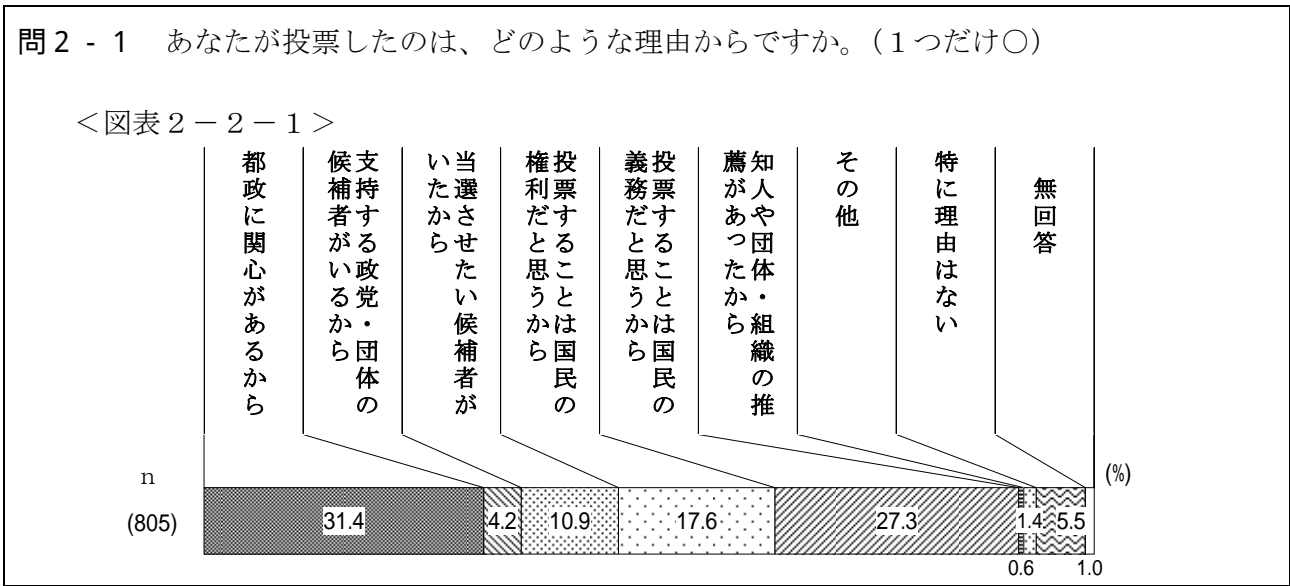 問2-1 あなたが投票したのは、どのような理由からですか。(1つだけ○)
<図表2-2-1>
都政に関心があるから
支持する政党・団体の
候補者がいるから
当選させたい候補者が
いたから
投票することは国民の
権利だと思うから
投票することは国民の
義務だと思うから
知人や団体・組織の推
薦があったから
その他
特に理由はない
無回答
n
(%)
(805)
31.4
4.2
10.9
17.6
27.3
1.4
5.5
0.6
1.0